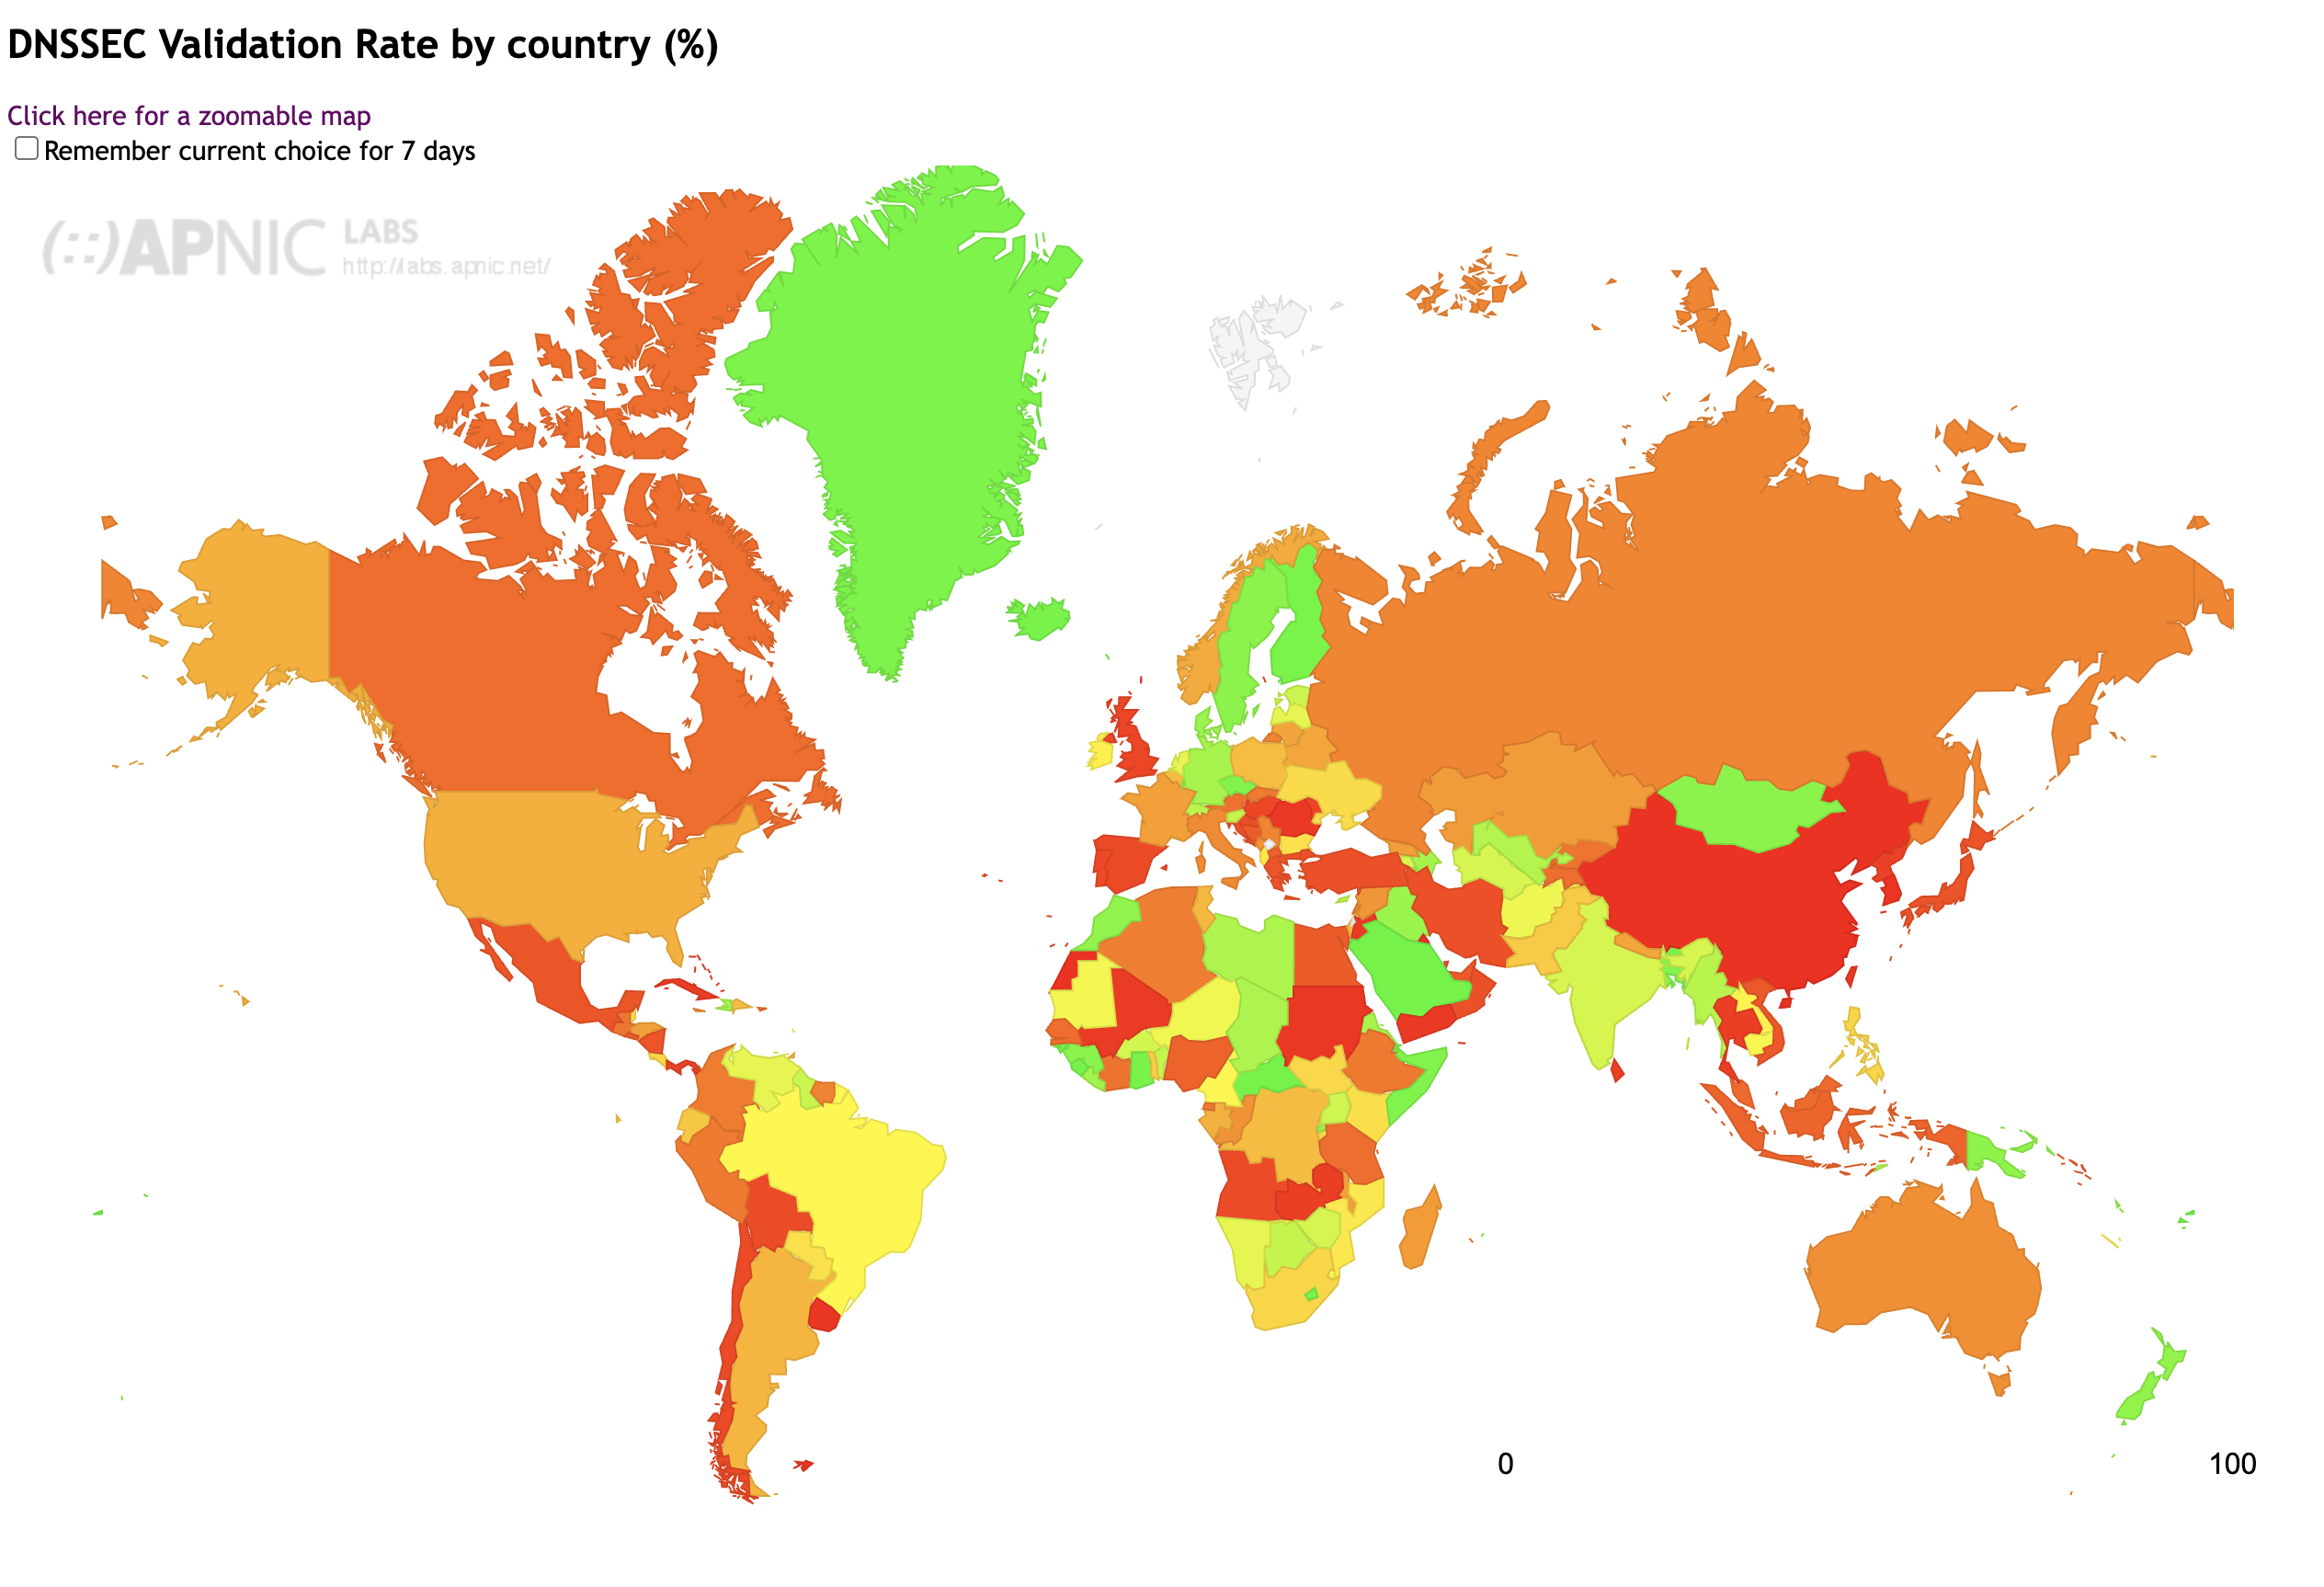 DNSSEC Validation Rate by country (%)
Click here for a zoomable map
Remember current choice for 7 days
(::)APNIC LABS
http://labs.apnic.net/
0 100